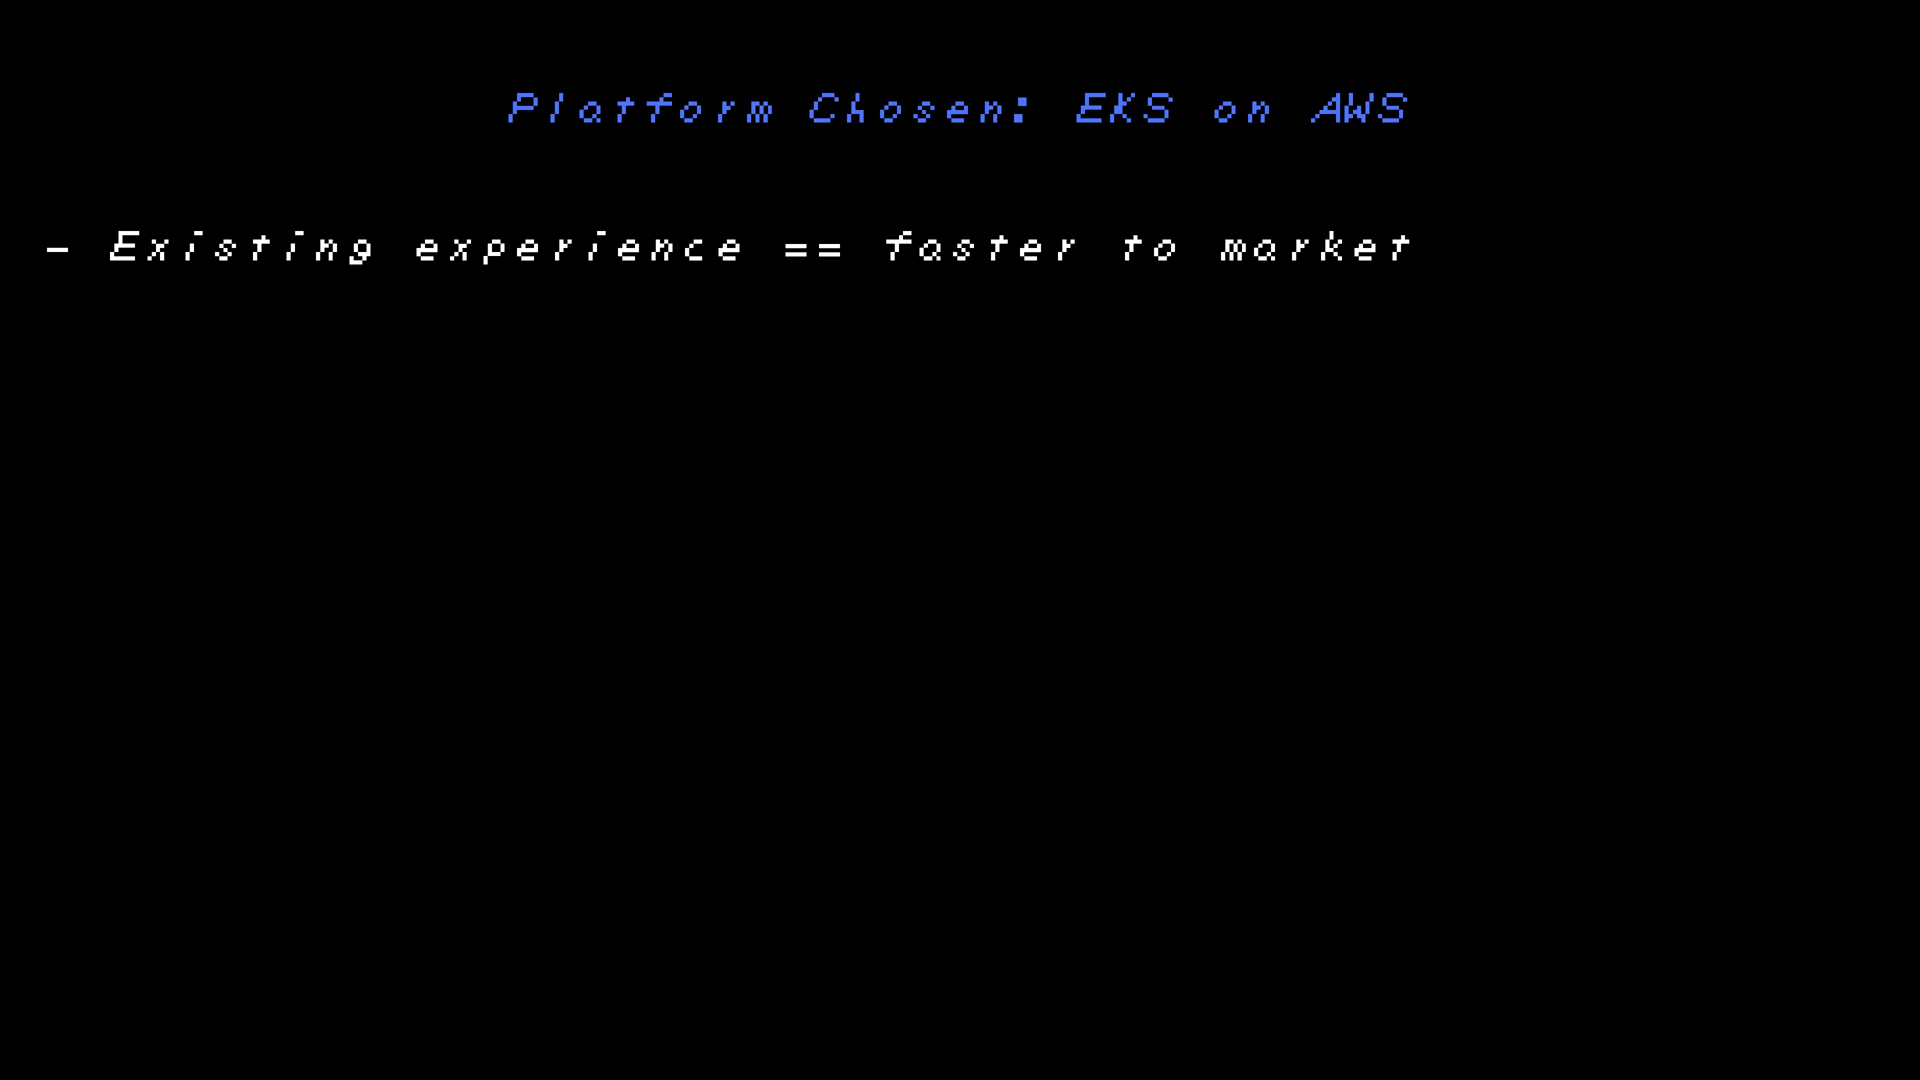 Platform Chosen: EKS on AWS
- Existing experience == faster to market